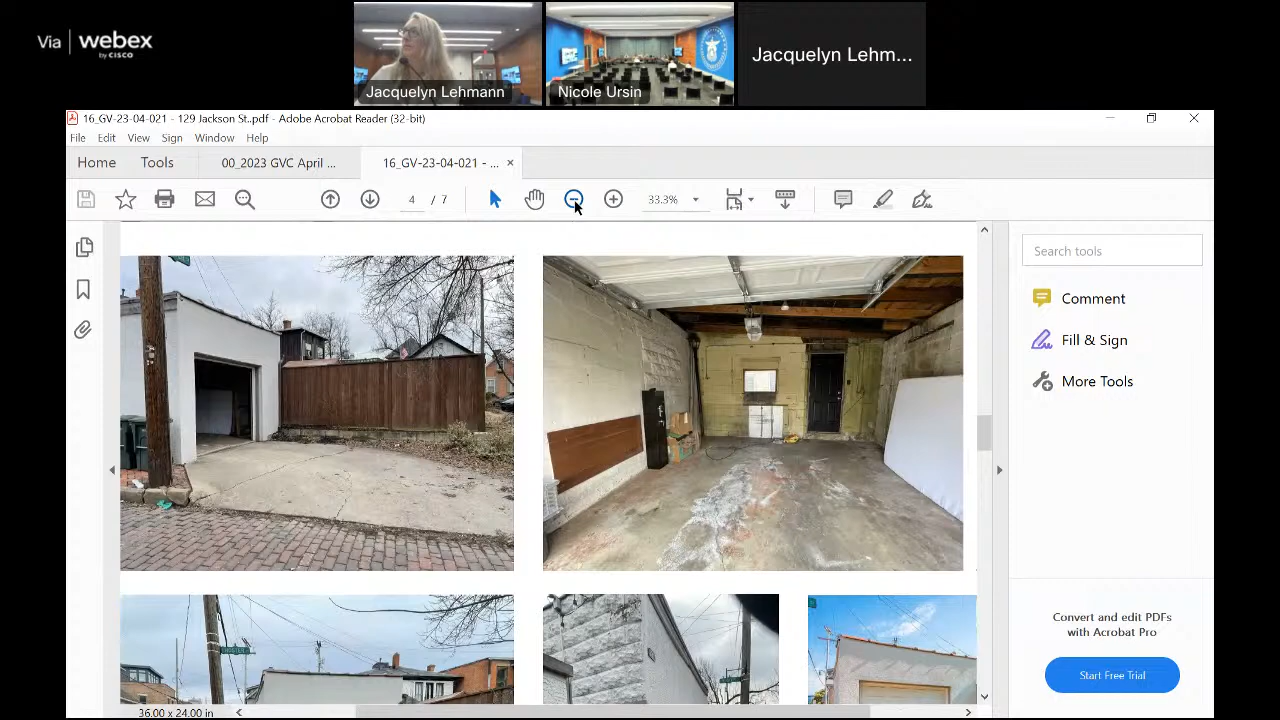 Via webex
by CISCO
Jacquelyn Lehmann
Nicole Ursin
Jacquelyn Lehm...
16_GV-23-04-021 - 129 Jackson St..pdf - Adobe Acrobat Reader (32-bit)
File Edit View Sign Window Help
Home Tools 00_2023 GVC April ... 16_GV-23-04-021 - ...
4 / 7 33.3%
Search tools
Comment
Fill & Sign
More Tools
Convert and edit PDFs
with Acrobat Pro
Start Free Trial
36.00 x 24.00 in